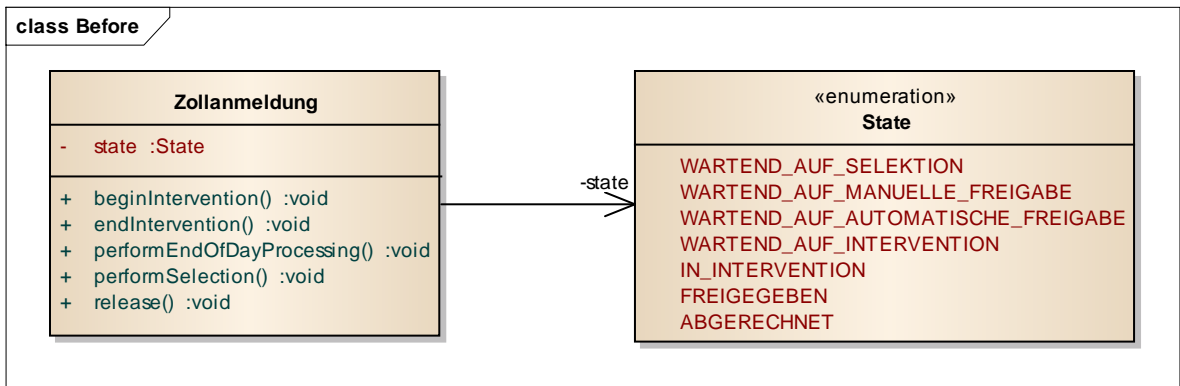 class Before
Zollanmeldung
- state :State
+ beginIntervention() :void
+ endIntervention() :void
+ performEndOfDayProcessing() :void
+ performSelection() :void
+ release() :void
-state
«enumeration»
State
WARTEND_AUF_SELEKTION
WARTEND_AUF_MANUELLE_FREIGABE
WARTEND_AUF_AUTOMATISCHE_FREIGABE
WARTEND_AUF_INTERVENTION
IN_INTERVENTION
FREIGEGEBEN
ABGERECHNET